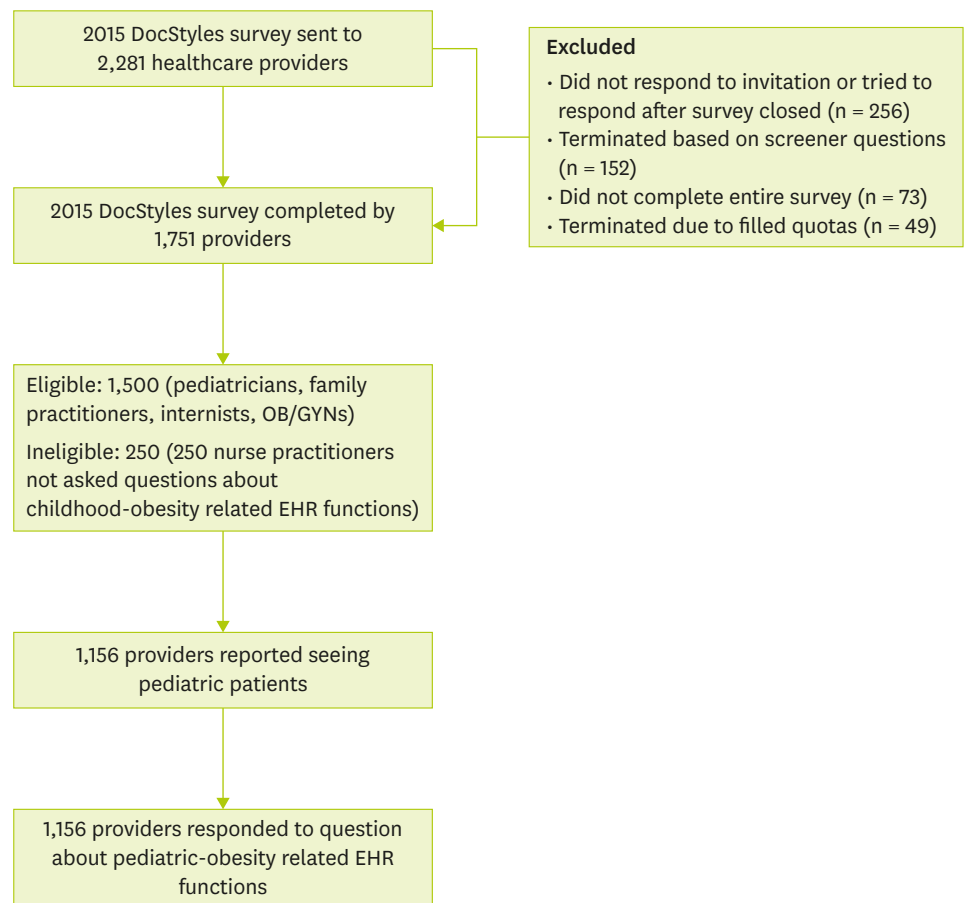 2015 DocStyles survey sent to
2,281 healthcare providers
Excluded
· Did not respond to invitation or tried to
respond after survey closed (n = 256)
· Terminated based on screener questions
(n = 152)
· Did not complete entire survey (n = 73)
· Terminated due to filled quotas (n = 49)
2015 DocStyles survey completed by
1,751 providers
Eligible: 1,500 (pediatricians, family
practitioners, internists, OB/GYNs)
Ineligible: 250 (250 nurse practitioners
not asked questions about
childhood-obesity related EHR functions)
1,156 providers reported seeing
pediatric patients
1,156 providers responded to question
about pediatric-obesity related EHR
functions